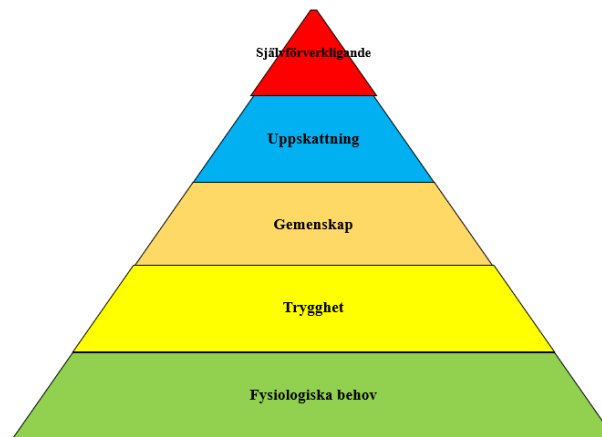 Självförverkligande
Uppskattning
Gemenskap
Trygghet
Fysiologiska behov